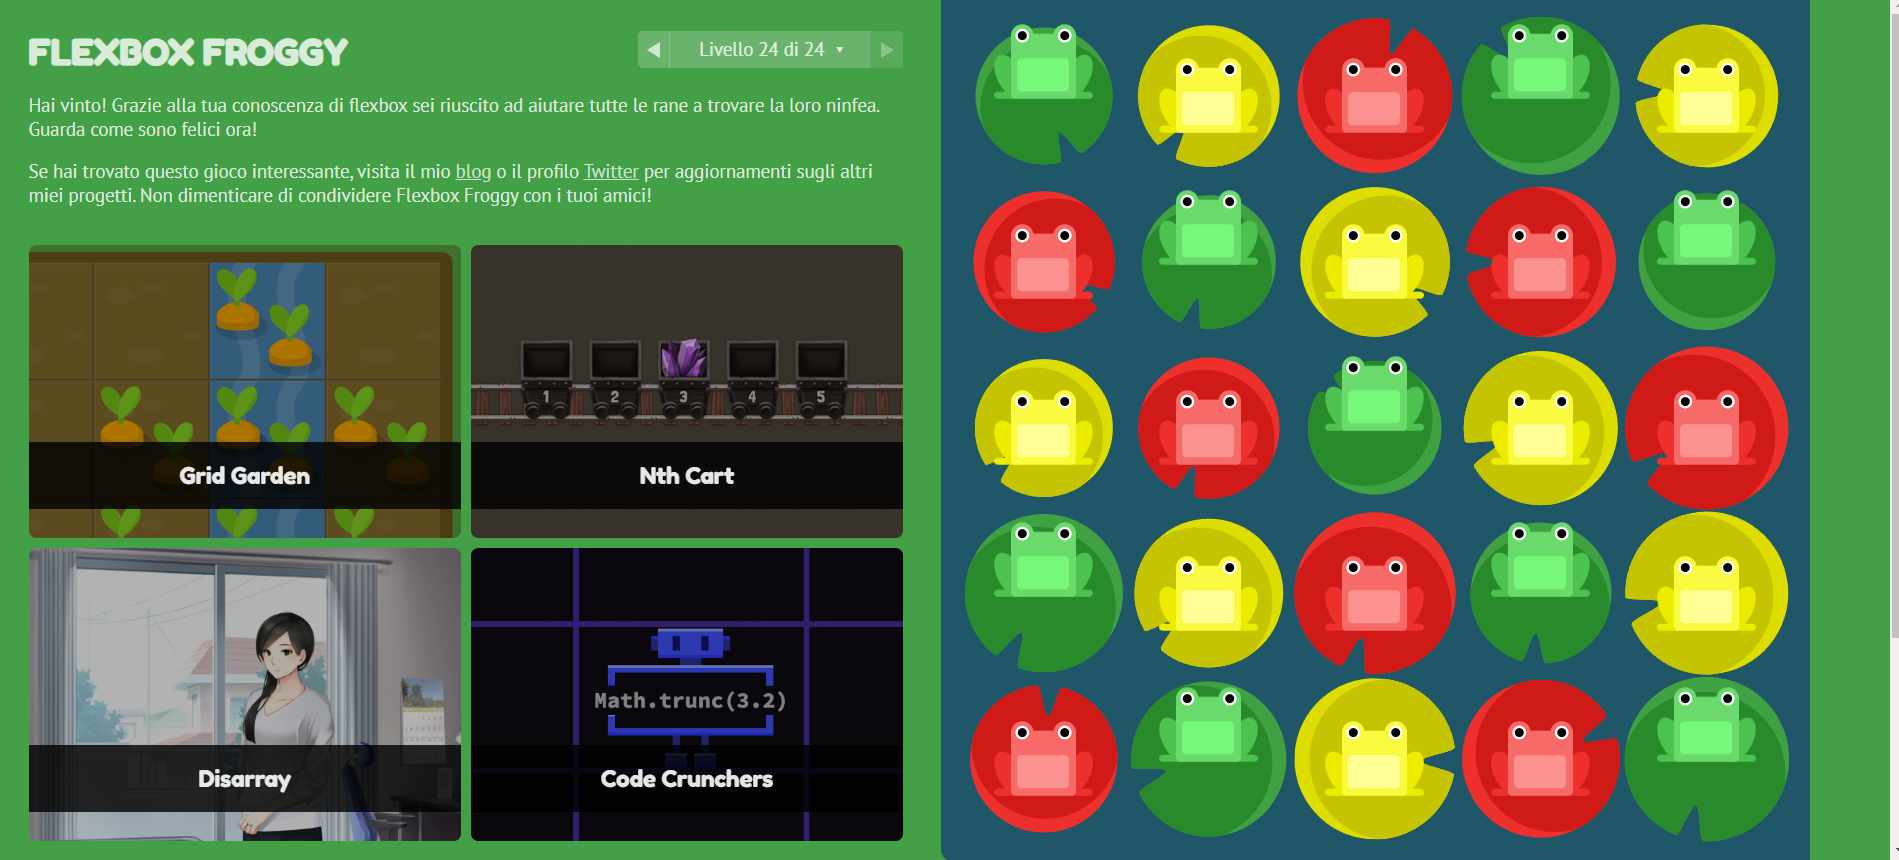 FLEXBOX FROGGY
Livello 24 di 24
Hai vinto! Grazie alla tua conoscenza di flexbox sei riuscito ad aiutare tutte le rane a trovare la loro ninfea.
Guarda come sono felici ora!
Se hai trovato questo gioco interessante, visita il mio blog o il profilo Twitter per aggiornamenti sugli altri
miei progetti. Non dimenticare di condividere Flexbox Froggy con i tuoi amici!
1 2 3 4 5
Grid Garden
Nth Cart
Math.trunc(3.2)
Disarray
Code Crunchers